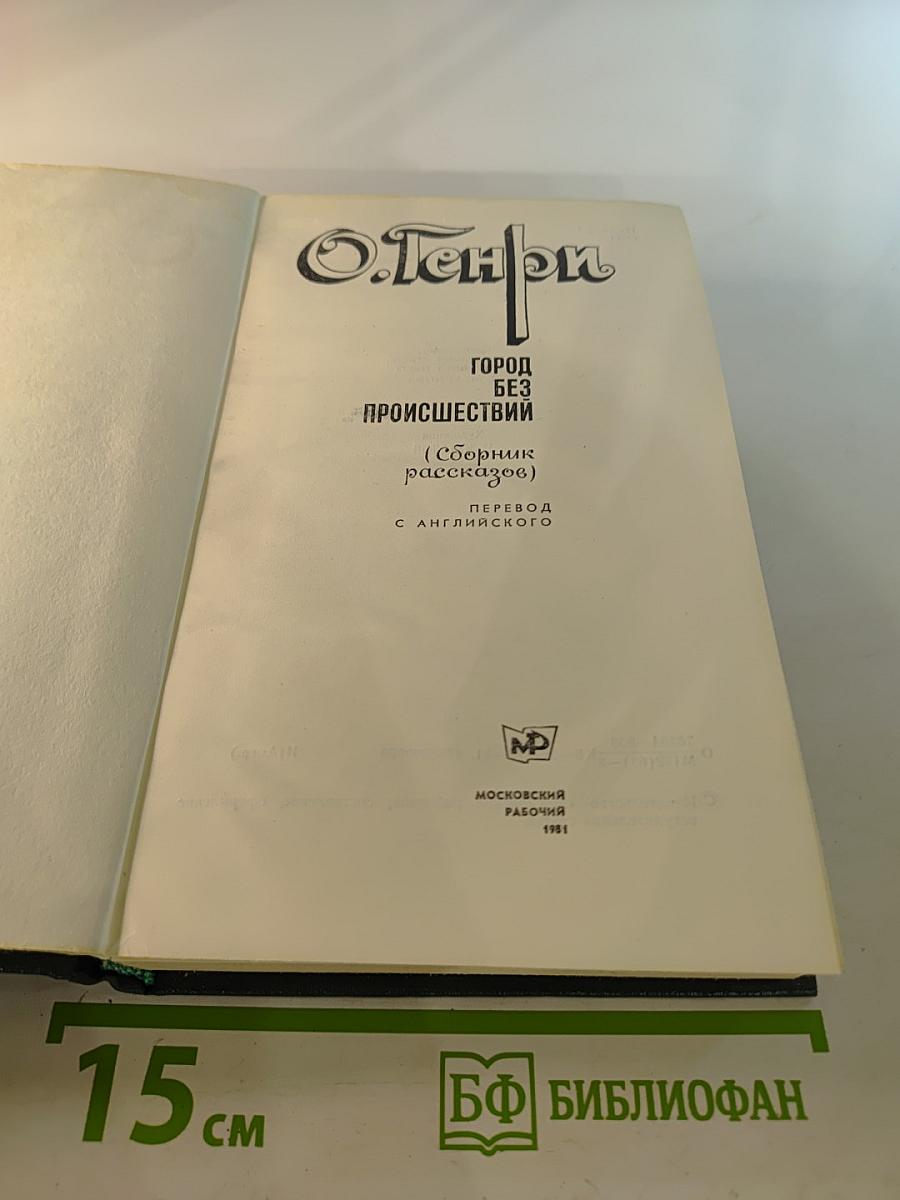 О. Генри
ГОРОД
БЕЗ
ПРОИСШЕСТВИЙ
(Сборник
рассказов)
ПЕРЕВОД
С АНГЛИЙСКОГО
МР
МОСКОВСКИЙ
РАБОЧИЙ
1981
15 см
БФ БИБЛИОФАН